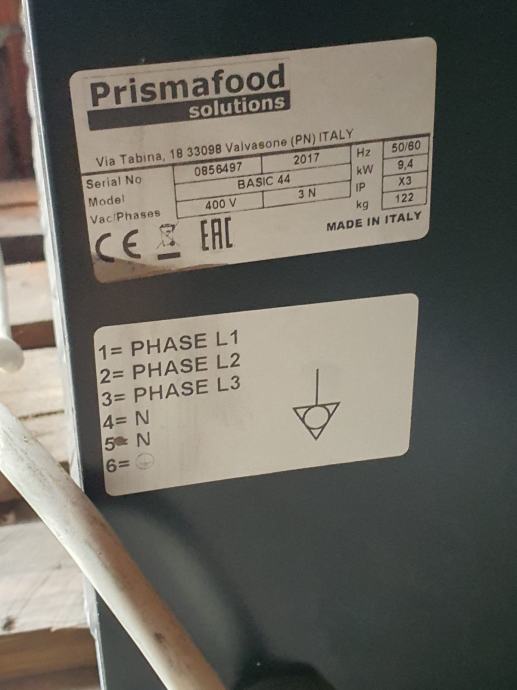 Prismafood
solutions
Via Tabina, 18 33098 Valvasone (PN) ITALY
Serial No 0856497 2017 Hz 50/60
Model BASIC 44 kW 9,4
Vac/Phases 400 V 3 N IP X3
kg 122
CE EAC MADE IN ITALY
1= PHASE L1
2= PHASE L2
3= PHASE L3
4= N
5= N
6=